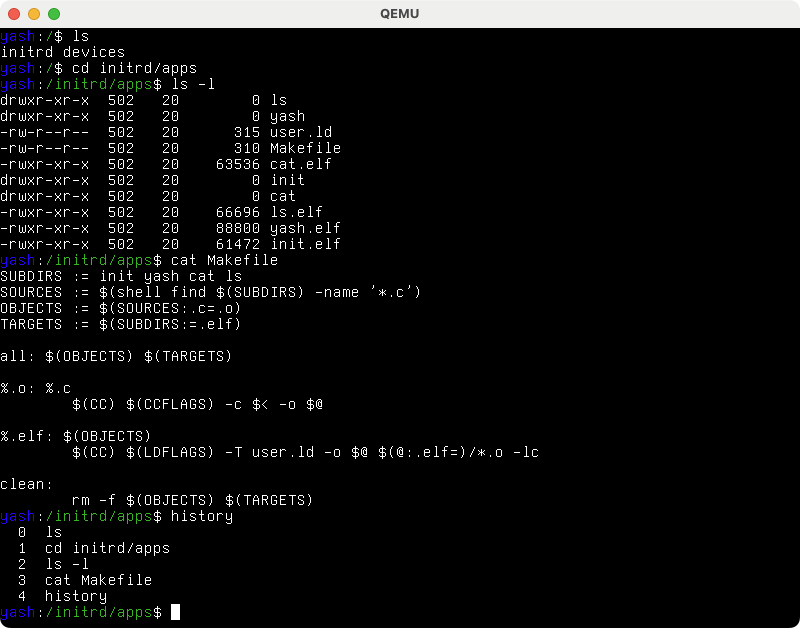 QEMU
yash:/$ ls
initrd devices
yash:/$ cd initrd/apps
yash:/initrd/apps$ ls -l
drwxr-xr-x  502   20        0 ls
drwxr-xr-x  502   20        0 yash
-rw-r--r--  502   20      315 user.ld
-rw-r--r--  502   20      310 Makefile
-rwxr-xr-x  502   20    63536 cat.elf
drwxr-xr-x  502   20        0 init
drwxr-xr-x  502   20        0 cat
-rwxr-xr-x  502   20    66696 ls.elf
-rwxr-xr-x  502   20    88800 yash.elf
-rwxr-xr-x  502   20    61472 init.elf
yash:/initrd/apps$ cat Makefile
SUBDIRS := init yash cat ls
SOURCES := $(shell find $(SUBDIRS) -name '*.c')
OBJECTS := $(SOURCES:.c=.o)
TARGETS := $(SUBDIRS:=.elf)
all: $(OBJECTS) $(TARGETS)
%.o: %.c
        $(CC) $(CCFLAGS) -c $< -o $@
%.elf: $(OBJECTS)
        $(CC) $(LDFLAGS) -T user.ld -o $@ $(@:.elf=)/*.o -lc
clean:
        rm -f $(OBJECTS) $(TARGETS)
yash:/initrd/apps$ history
  0  ls
  1  cd initrd/apps
  2  ls -l
  3  cat Makefile
  4  history
yash:/initrd/apps$